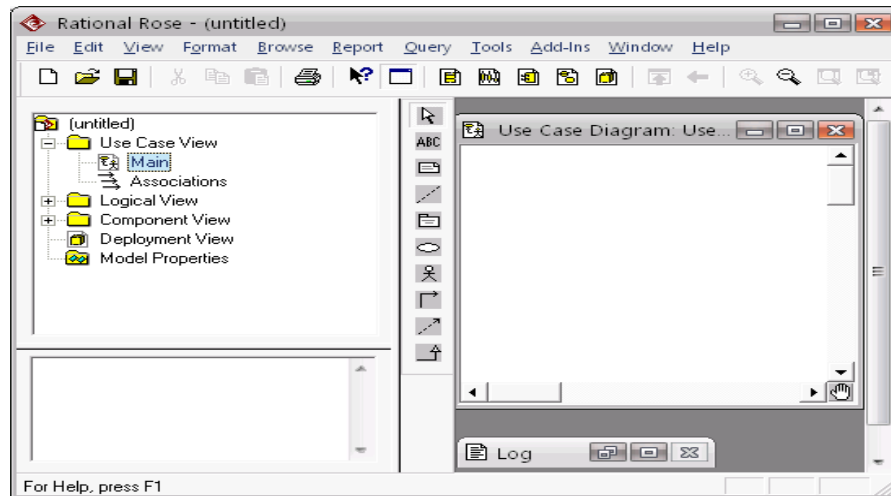 Rational Rose - (untitled)
File Edit View Format Browse Report Query Tools Add-Ins Window Help
(untitled)
Use Case View
Main
Associations
Logical View
Component View
Deployment View
Model Properties
ABC
Use Case Diagram: Use...
Log
For Help, press F1